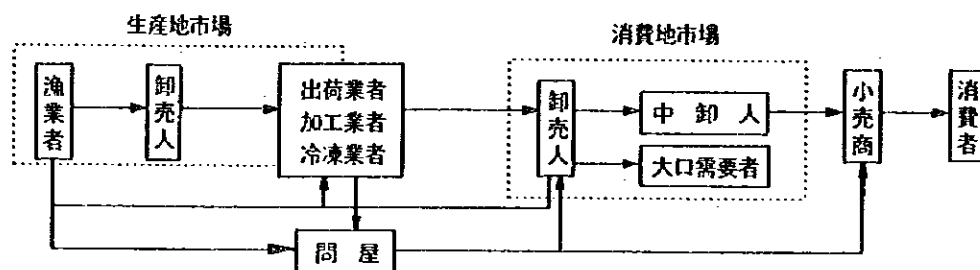 生産地市場
消費地市場
漁業者
卸売人
出荷業者
加工業者
冷凍業者
卸売人
中卸人
大口需要者
小売商
消費者
問屋